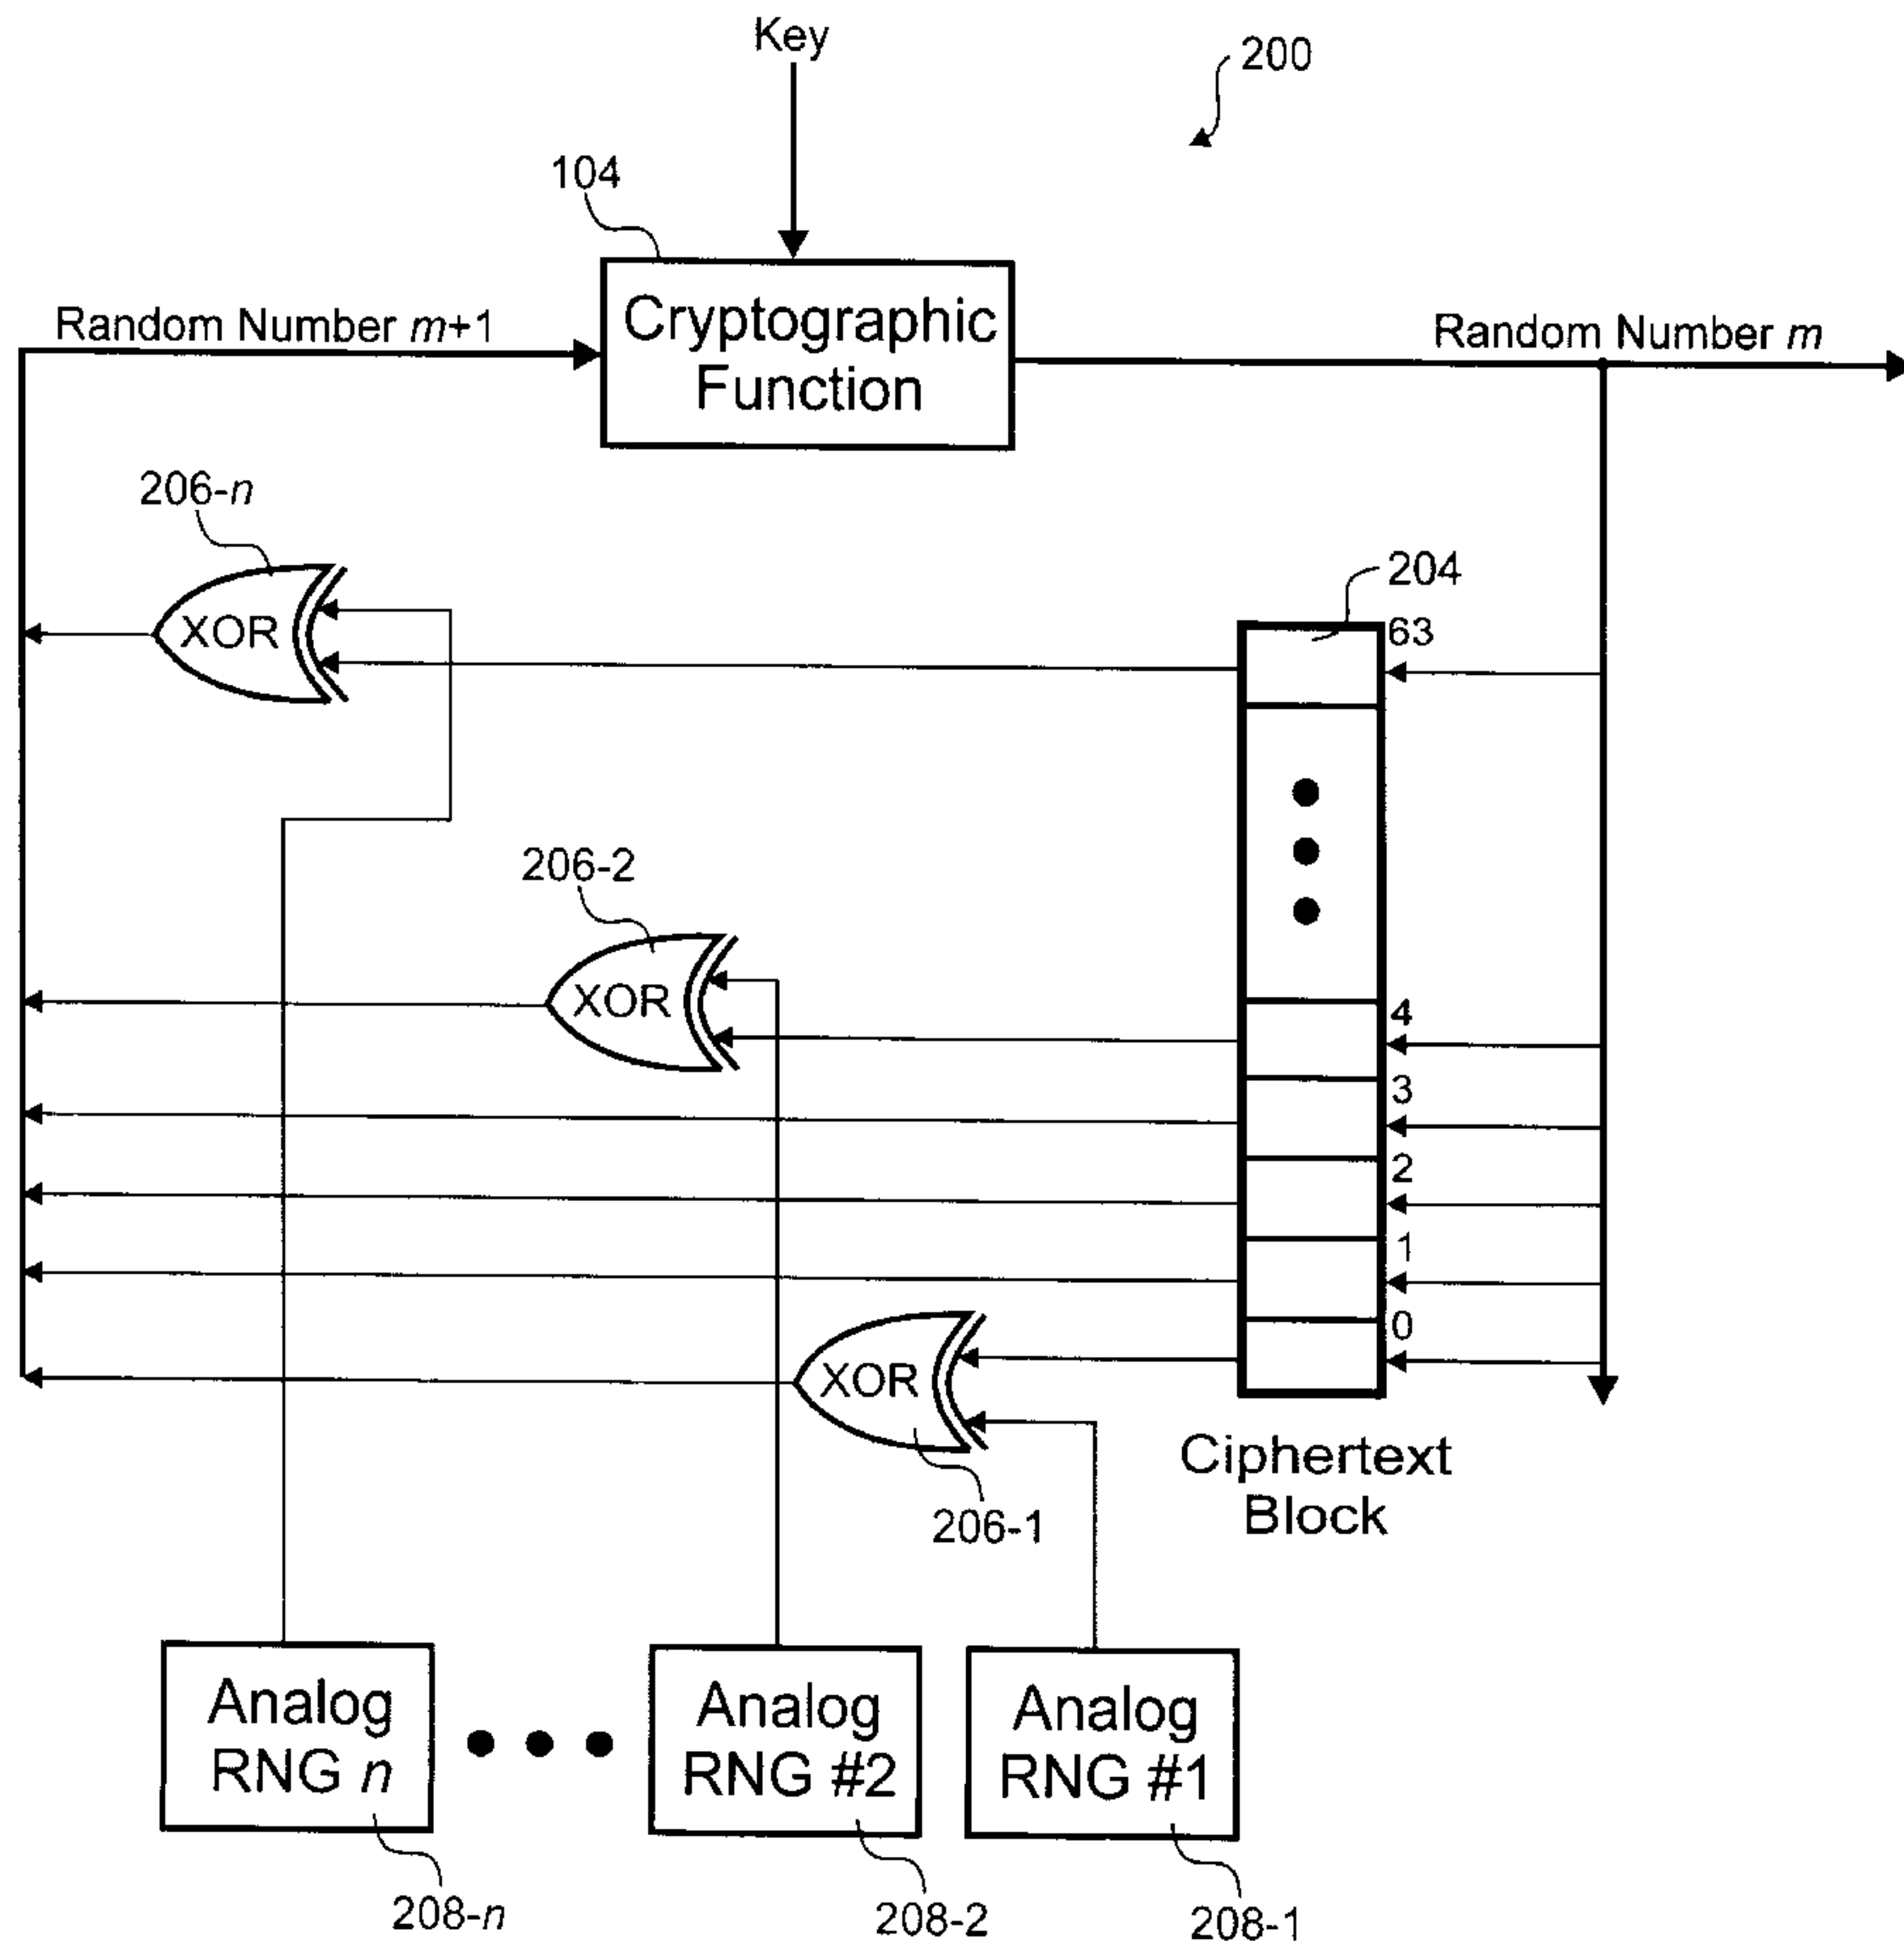 Key
200
104
Random Number m+1
Cryptographic
Function
Random Number m
206-n
XOR
204
63
206-2
XOR
4
3
2
1
0
XOR
206-1
Ciphertext
Block
Analog
RNG n
Analog
RNG #2
Analog
RNG #1
208-n
208-2
208-1